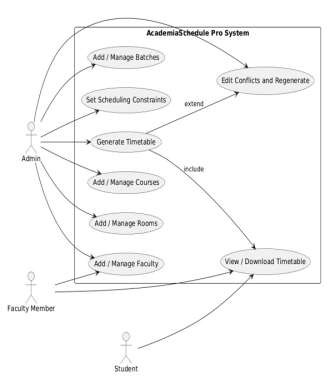 AcademiaSchedule Pro System
Add / Manage Batches
Edit Conflicts and Regenerate
Set Scheduling Constraints
extend
Admin
Generate Timetable
include
Add / Manage Courses
Add / Manage Rooms
Add / Manage Faculty
View / Download Timetable
Faculty Member
Student